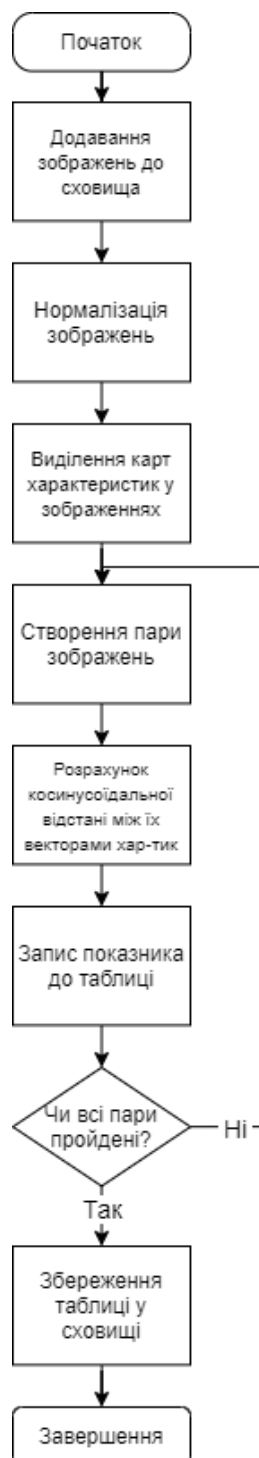 Початок
Додавання
зображень до
сховища
Нормалізація
зображень
Виділення карт
характеристик у
зображеннях
Створення пари
зображень
Розрахунок
косинусоїдальної
відстані між їх
векторами хар-тик
Запис показника
до таблиці
Чи всі пари
пройдені?
Ні
Так
Збереження
таблиці у
сховищі
Завершення